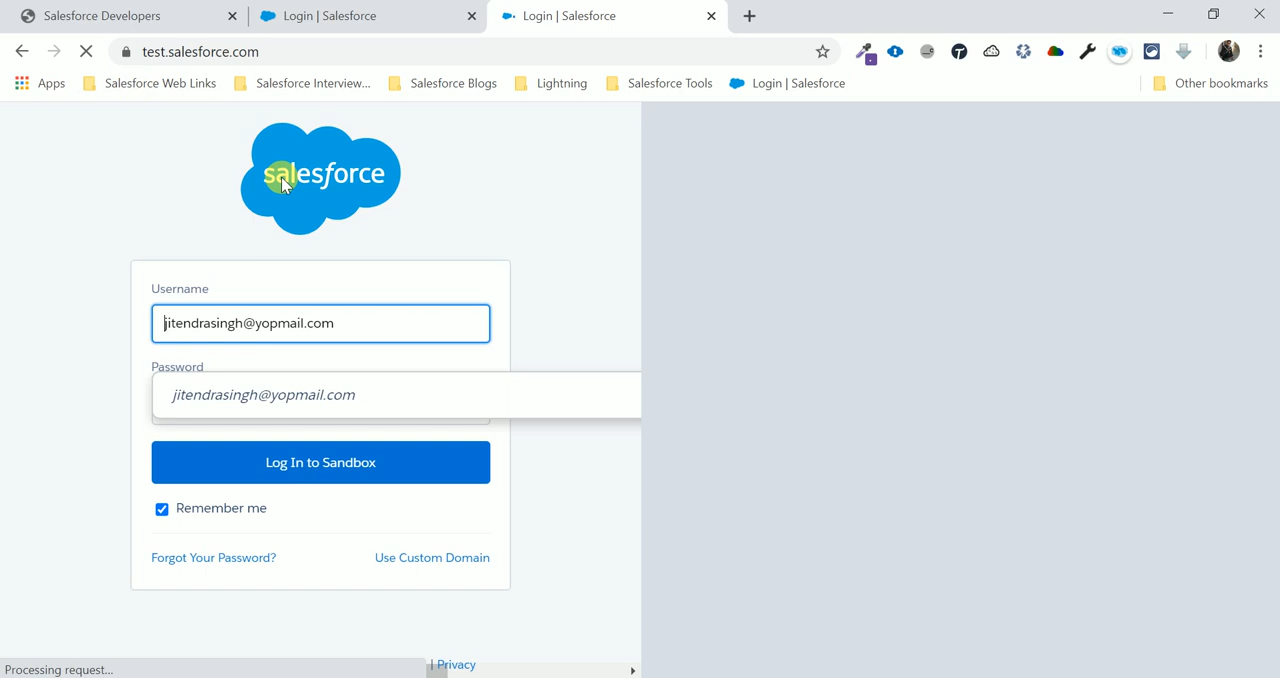 Salesforce Developers
Login | Salesforce
Login | Salesforce
test.salesforce.com
Apps
Salesforce Web Links
Salesforce Interview...
Salesforce Blogs
Lightning
Salesforce Tools
Login | Salesforce
Other bookmarks
salesforce
Username
jitendrasingh@yopmail.com
Password
jitendrasingh@yopmail.com
Log In to Sandbox
Remember me
Forgot Your Password?
Use Custom Domain
| Privacy
Processing request...